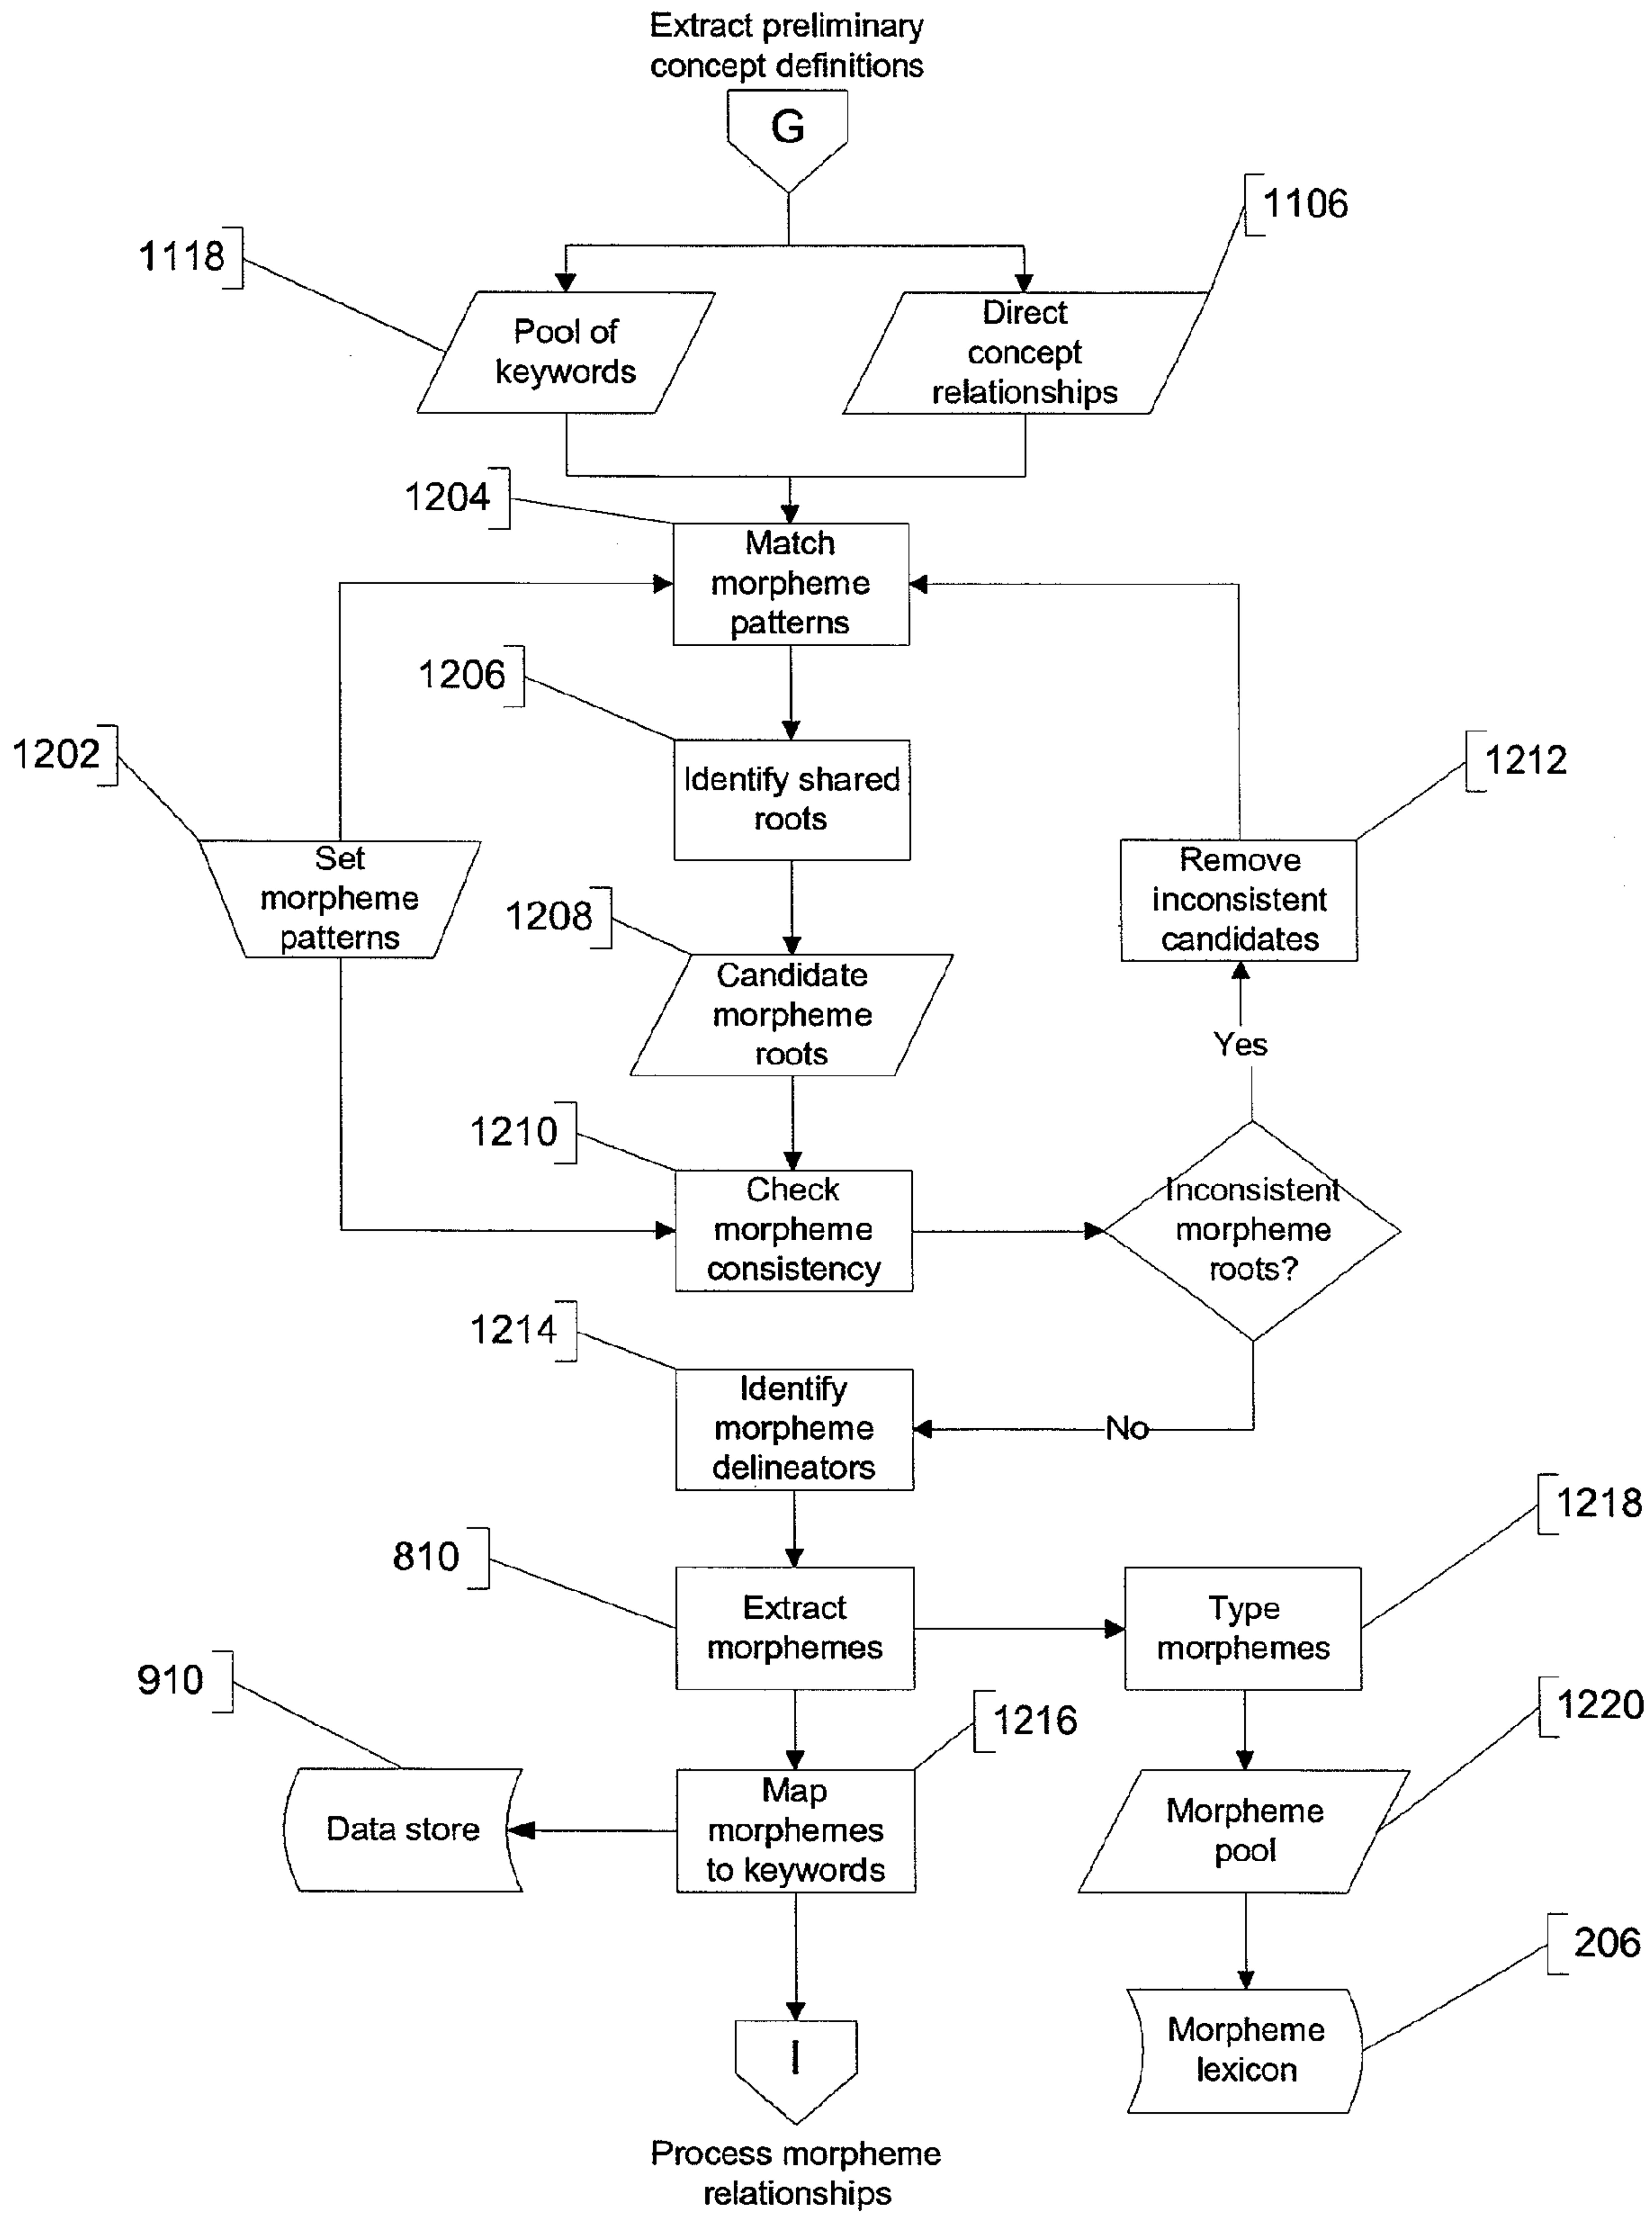 Extract preliminary
concept definitions
G
1106
1118
Pool of
keywords
Direct
concept
relationships
1204
Match
morpheme
patterns
1206
1202
Identify shared
roots
1212
Set
morpheme
patterns
Remove
inconsistent
candidates
1208
Candidate
morpheme
roots
Yes
1210
Check
morpheme
consistency
Inconsistent
morpheme
roots?
1214
Identify
morpheme
delineators
No
1218
810
Extract
morphemes
Type
morphemes
910
1216
1220
Data store
Map
morphemes
to keywords
Morpheme
pool
206
I
Morpheme
lexicon
Process morpheme
relationships